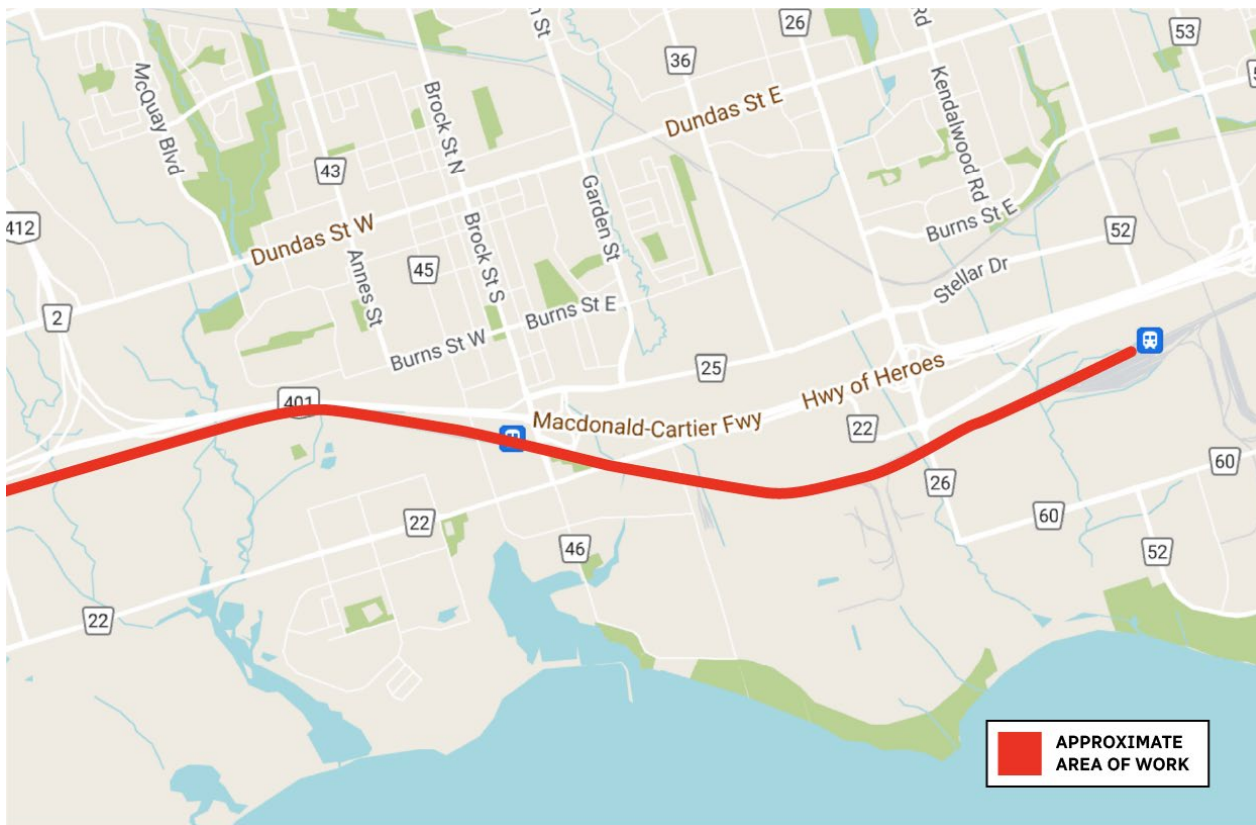 26
Rd
n St
36
53
McQuay Blvd
Brock St N
Dundas St E
Kendalwood Rd
43
Garden St
412
Dundas St W
Annes St
45
Brock St S
Burns St E
52
2
Burns St W
Burns St E
Stellar Dr
25
401
Macdonald-Cartier Fwy
Hwy of Heroes
22
26
60
22
46
60
52
22
APPROXIMATE
AREA OF WORK